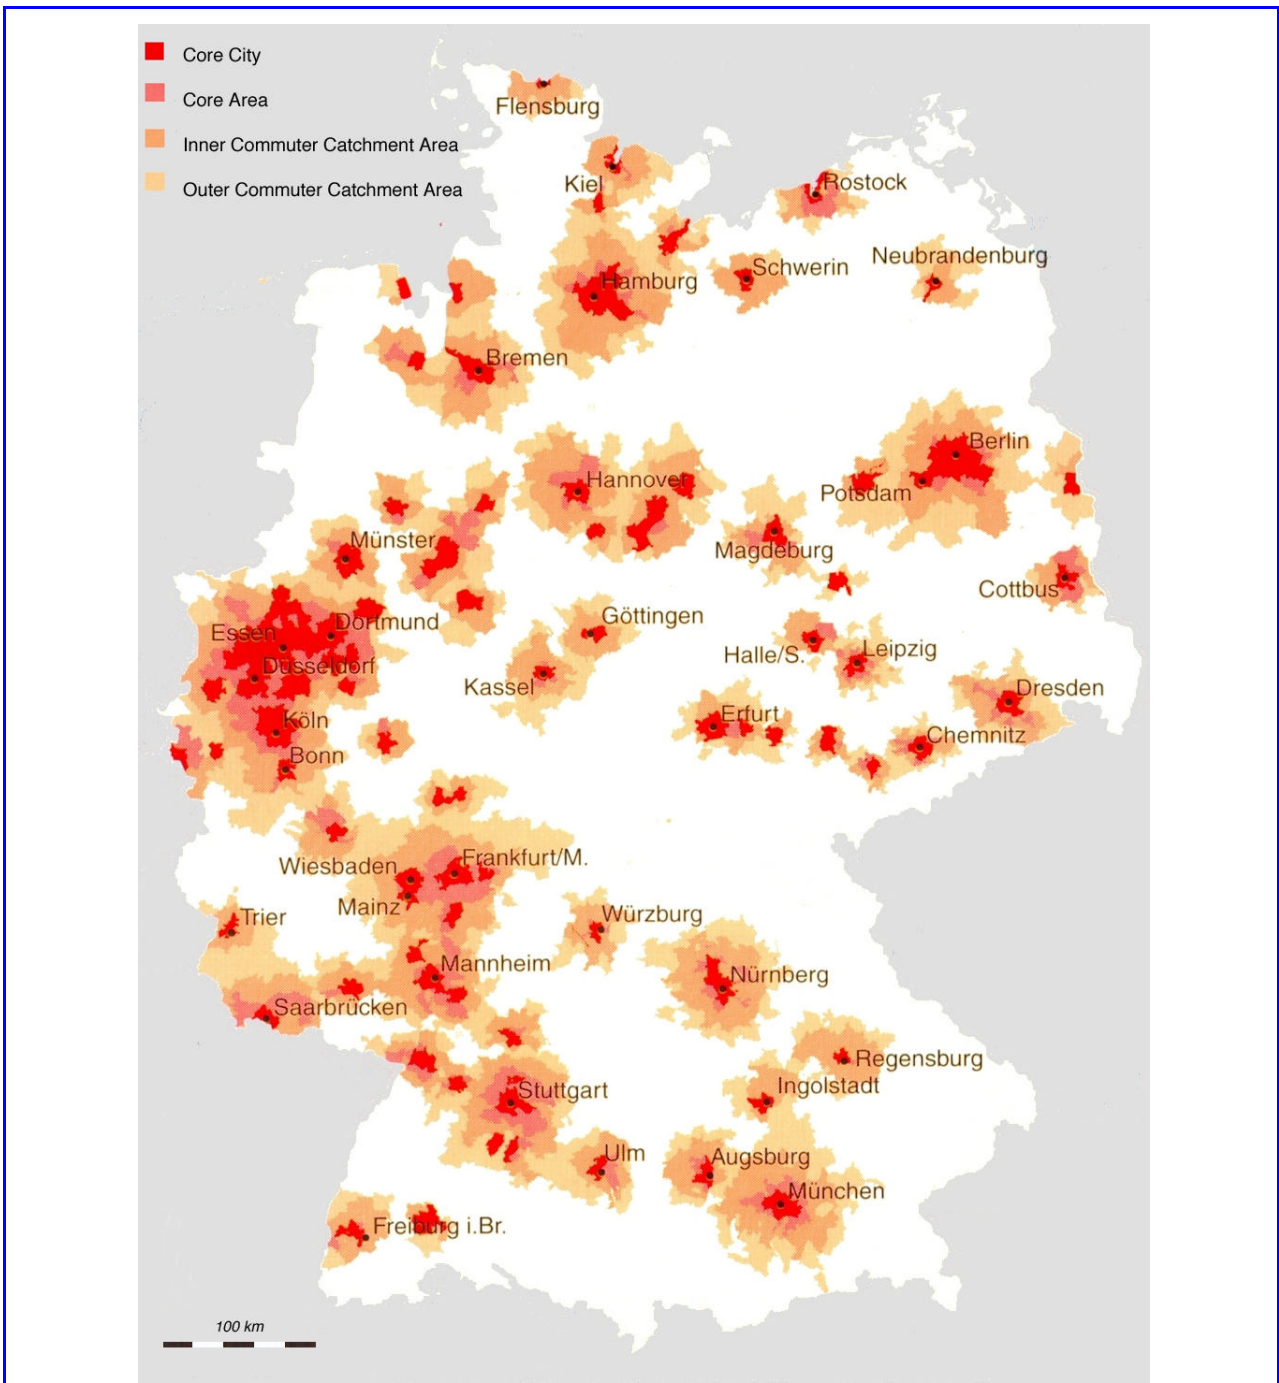 Core City
Core Area
Inner Commuter Catchment Area
Outer Commuter Catchment Area
Flensburg
Kiel
Rostock
Neubrandenburg
Schwerin
Hamburg
Bremen
Berlin
Hannover
Potsdam
Münster
Magdeburg
Cottbus
Göttingen
Dortmund
Essen
Leipzig
Halle/S.
Düsseldorf
Kassel
Dresden
Erfurt
Köln
Chemnitz
Bonn
Frankfurt/M.
Wiesbaden
Mainz
Würzburg
Trier
Mannheim
Nürnberg
Saarbrücken
Regensburg
Ingolstadt
Stuttgart
Ulm
Augsburg
München
Freiburg i.Br.
100 km